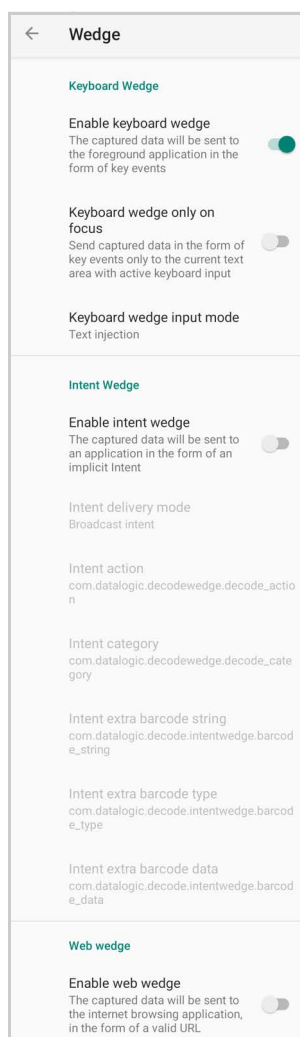 Wedge
Keyboard Wedge
Enable keyboard wedge
The captured data will be sent to
the foreground application in the
form of key events
Keyboard wedge only on
focus
Send captured data in the form of
key events only to the current text
area with active keyboard input
Keyboard wedge input mode
Text injection
Intent Wedge
Enable intent wedge
The captured data will be sent to
an application in the form of an
implicit Intent
Intent delivery mode
Broadcast intent
Intent action
com.datalogic.decodewedge.decode_actio
n
Intent category
com.datalogic.decodewedge.decode_cate
gory
Intent extra barcode string
com.datalogic.decode.intentwedge.barcod
e_string
Intent extra barcode type
com.datalogic.decode.intentwedge.barcod
e_type
Intent extra barcode data
com.datalogic.decode.intentwedge.barcod
e_data
Web wedge
Enable web wedge
The captured data will be sent to
the internet browsing application,
in the form of a valid URL